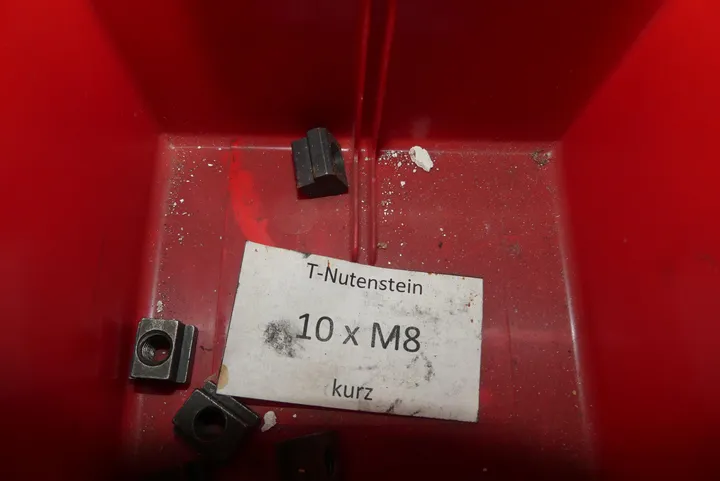 T-Nutenstein
10 x M8
kurz